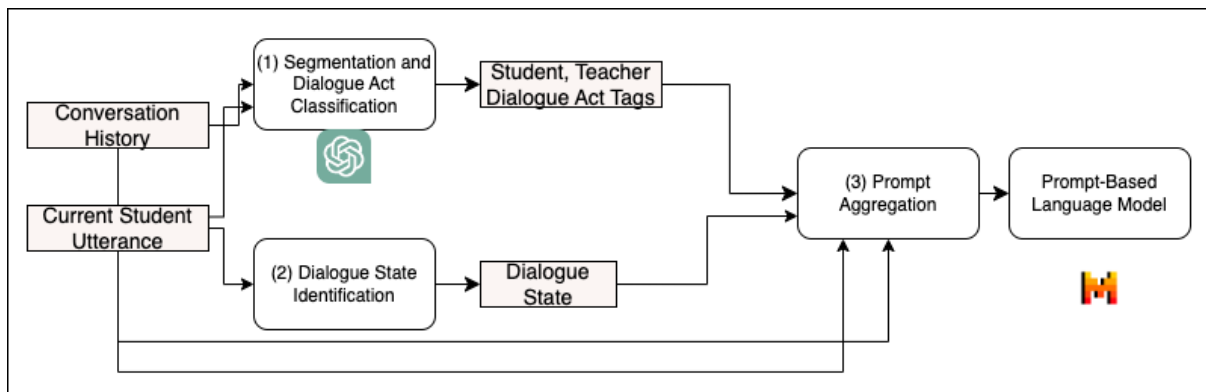 (1) Segmentation and
Dialogue Act
Classification
Student, Teacher
Dialogue Act Tags
Conversation
History
(3) Prompt
Aggregation
Prompt-Based
Language Model
Current Student
Utterance
(2) Dialogue State
Identification
Dialogue
State